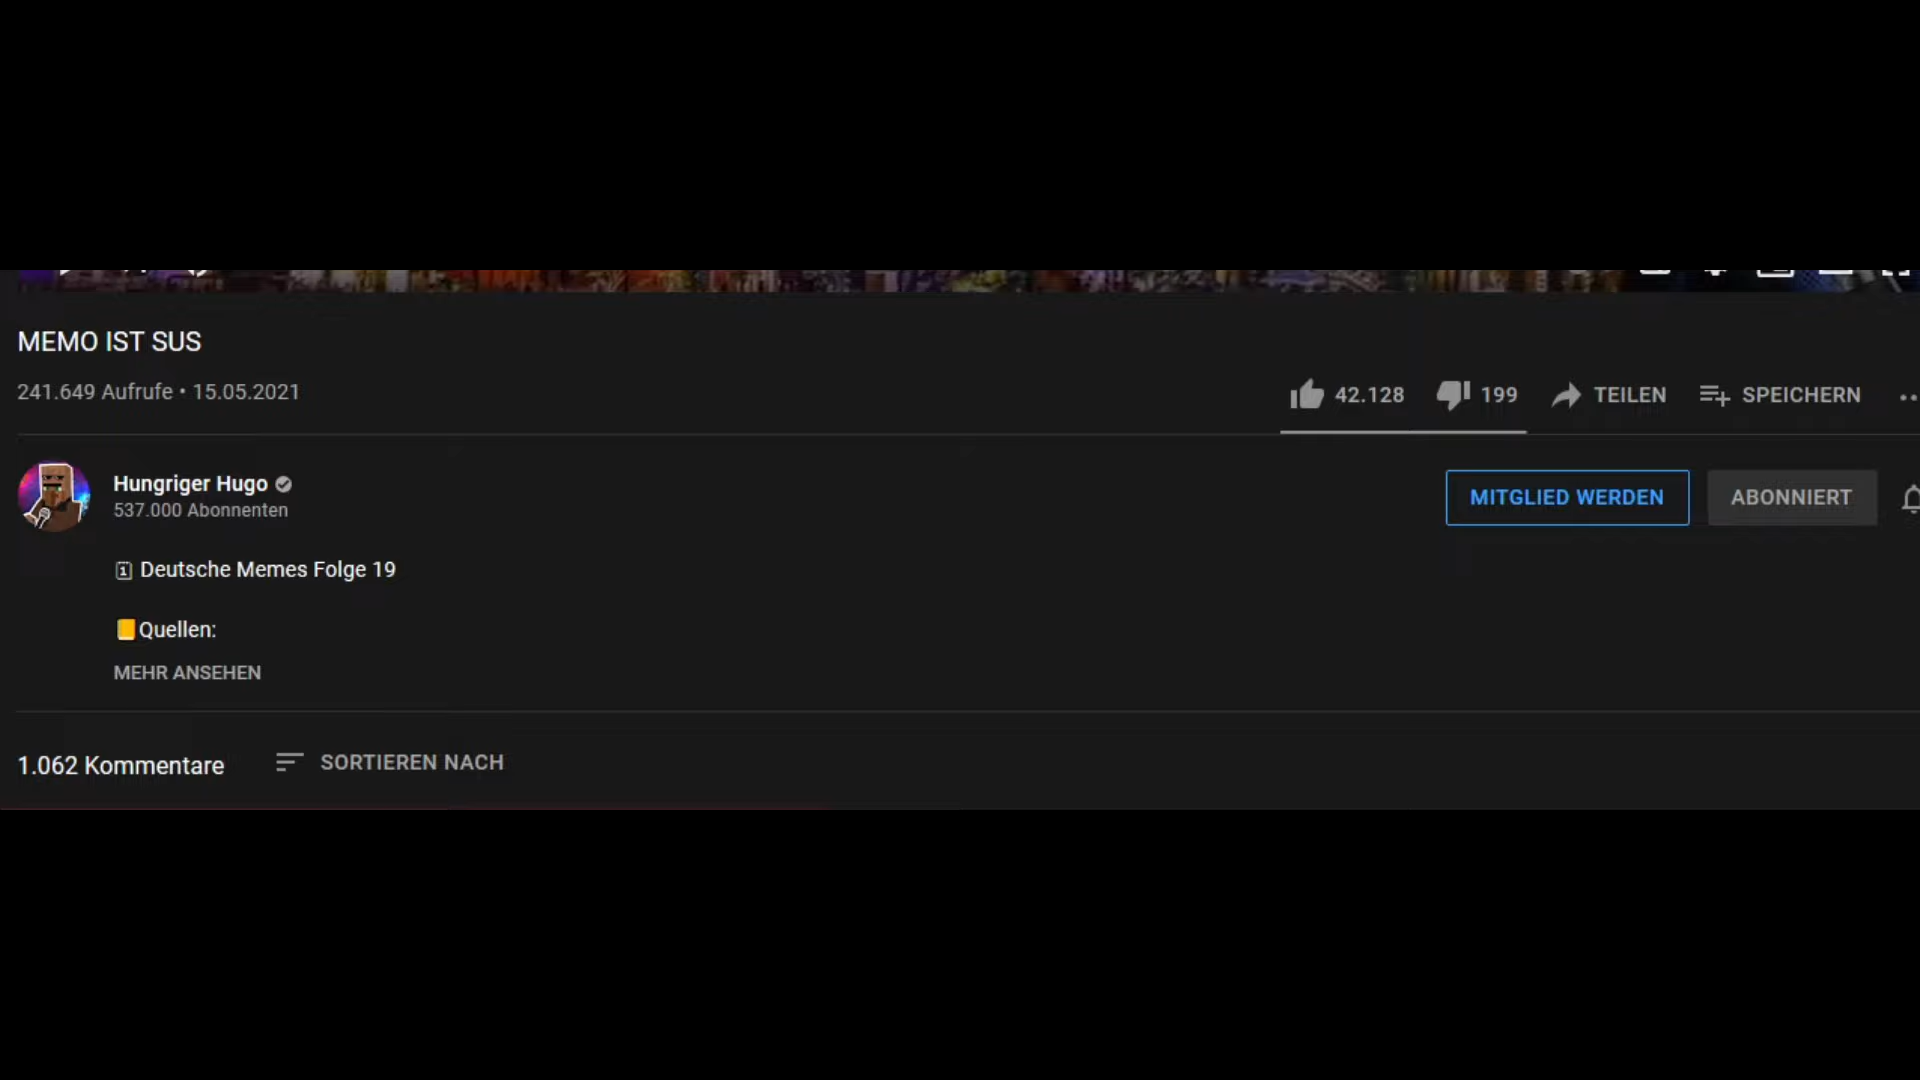 MEMO IST SUS
241.649 Aufrufe • 15.05.2021
42.128 199 TEILEN SPEICHERN
Hungriger Hugo
537.000 Abonnenten
MITGLIED WERDEN ABONNIERT
1 Deutsche Memes Folge 19
Quellen:
MEHR ANSEHEN
1.062 Kommentare SORTIEREN NACH